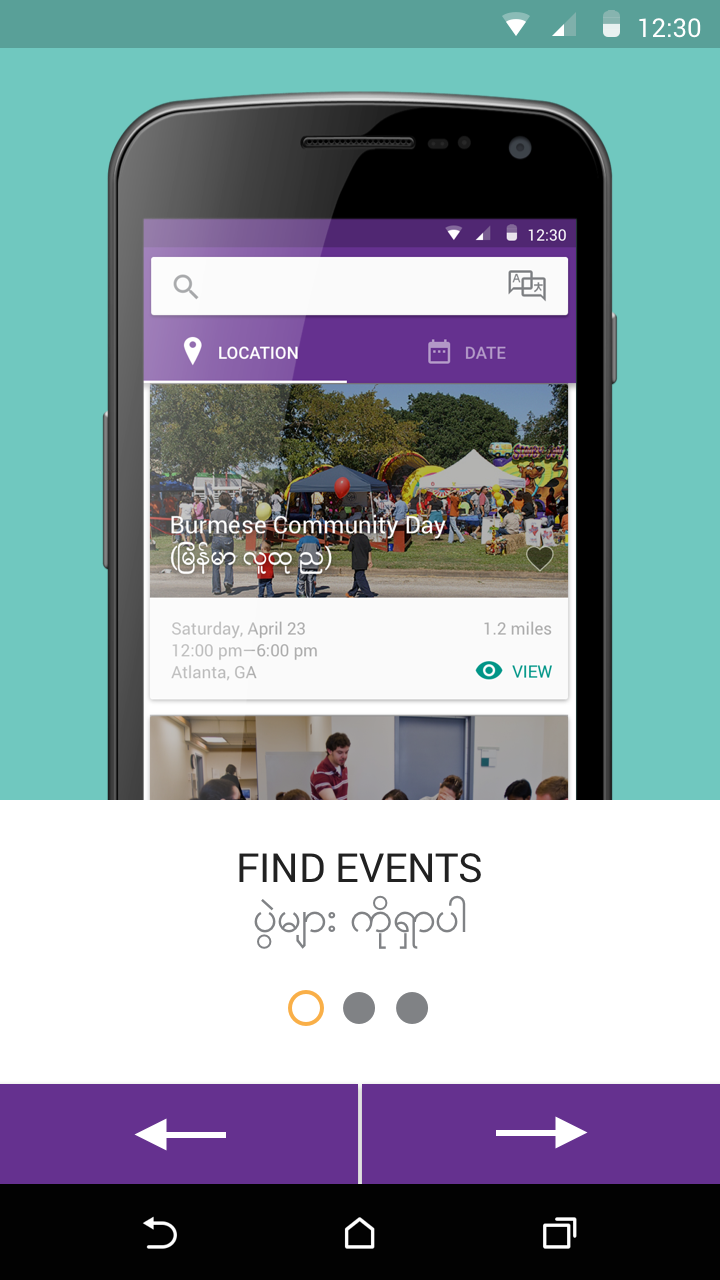 12:30
12:30
LOCATION
DATE
Burmese Community Day
(မြန်မာ လူထု ည)
Saturday, April 23
1.2 miles
12:00 pm—6:00 pm
Atlanta, GA
VIEW
FIND EVENTS
ပွဲများ ကိုရှာပါ